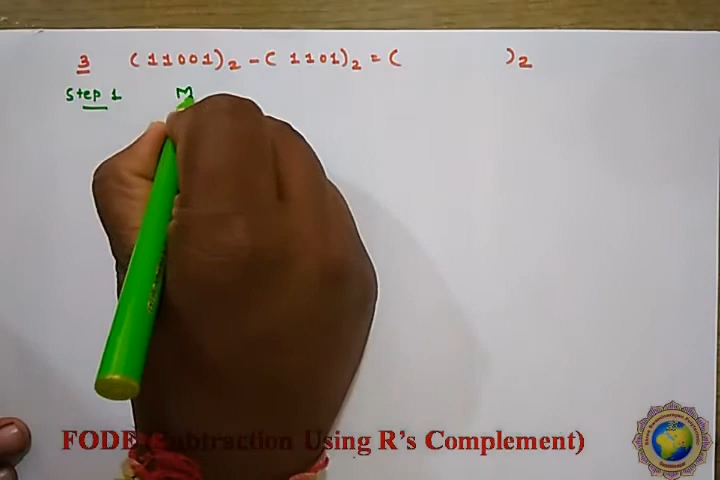 3 (11001)2 - ( 1101)2 = ( )2
Step 1 M
FODE (Subtraction Using R's Complement)